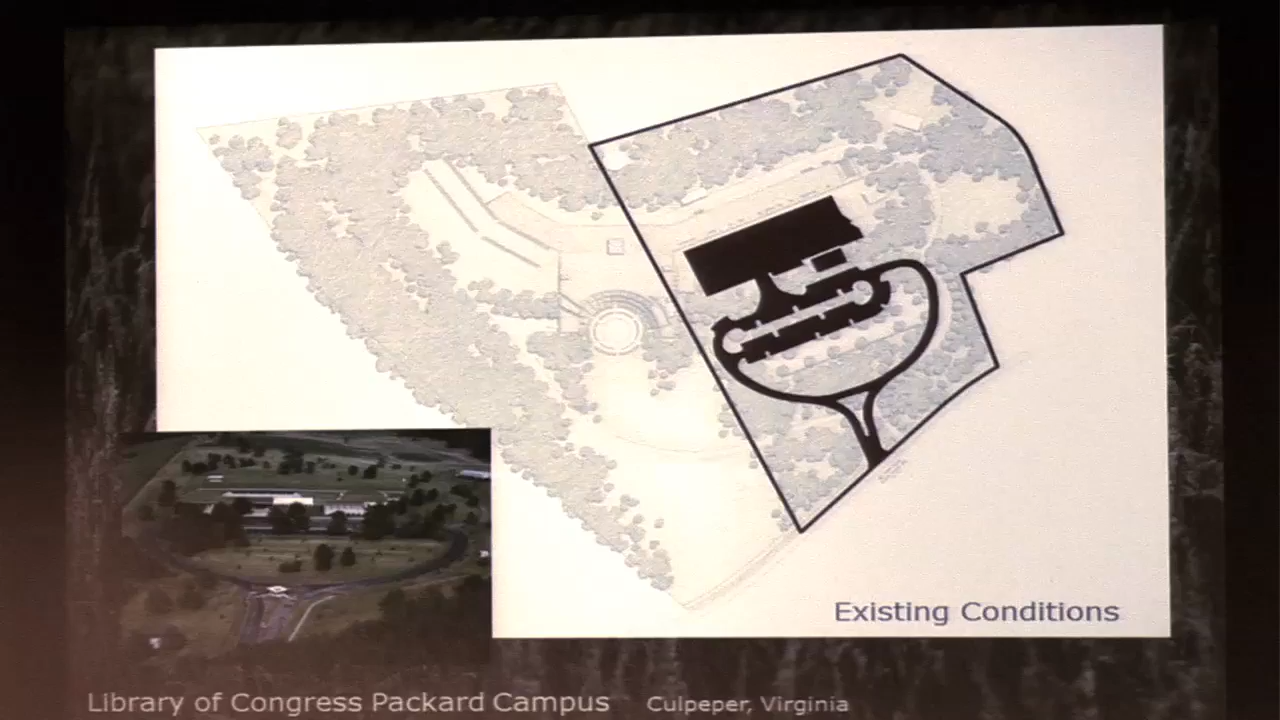 Existing Conditions
Library of Congress Packard Campus Culpeper, Virginia